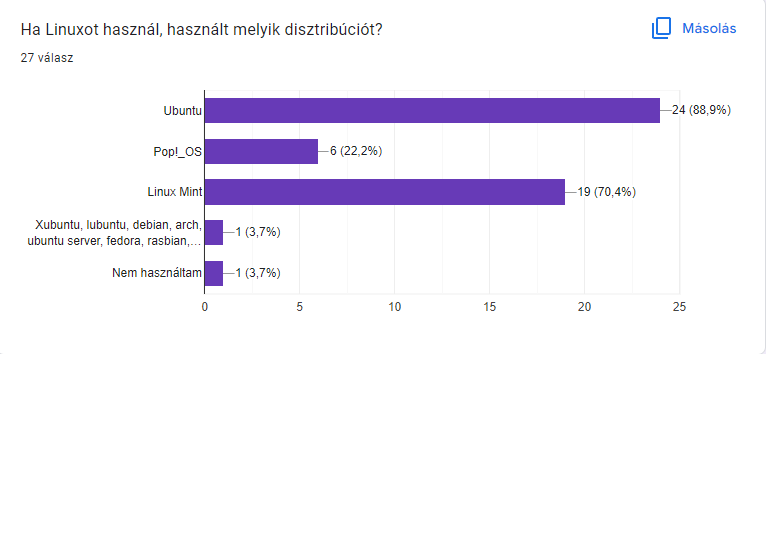 Ha Linuxot használ, használt melyik disztribúciót?
Másolás
27 válasz
Ubuntu
24 (88,9%)
Pop!_OS
6 (22,2%)
Linux Mint
19 (70,4%)
Xubuntu, lubuntu, debian, arch,
ubuntu server, fedora, rasbian,…
1 (3,7%)
Nem használtam
1 (3,7%)
0 5 10 15 20 25